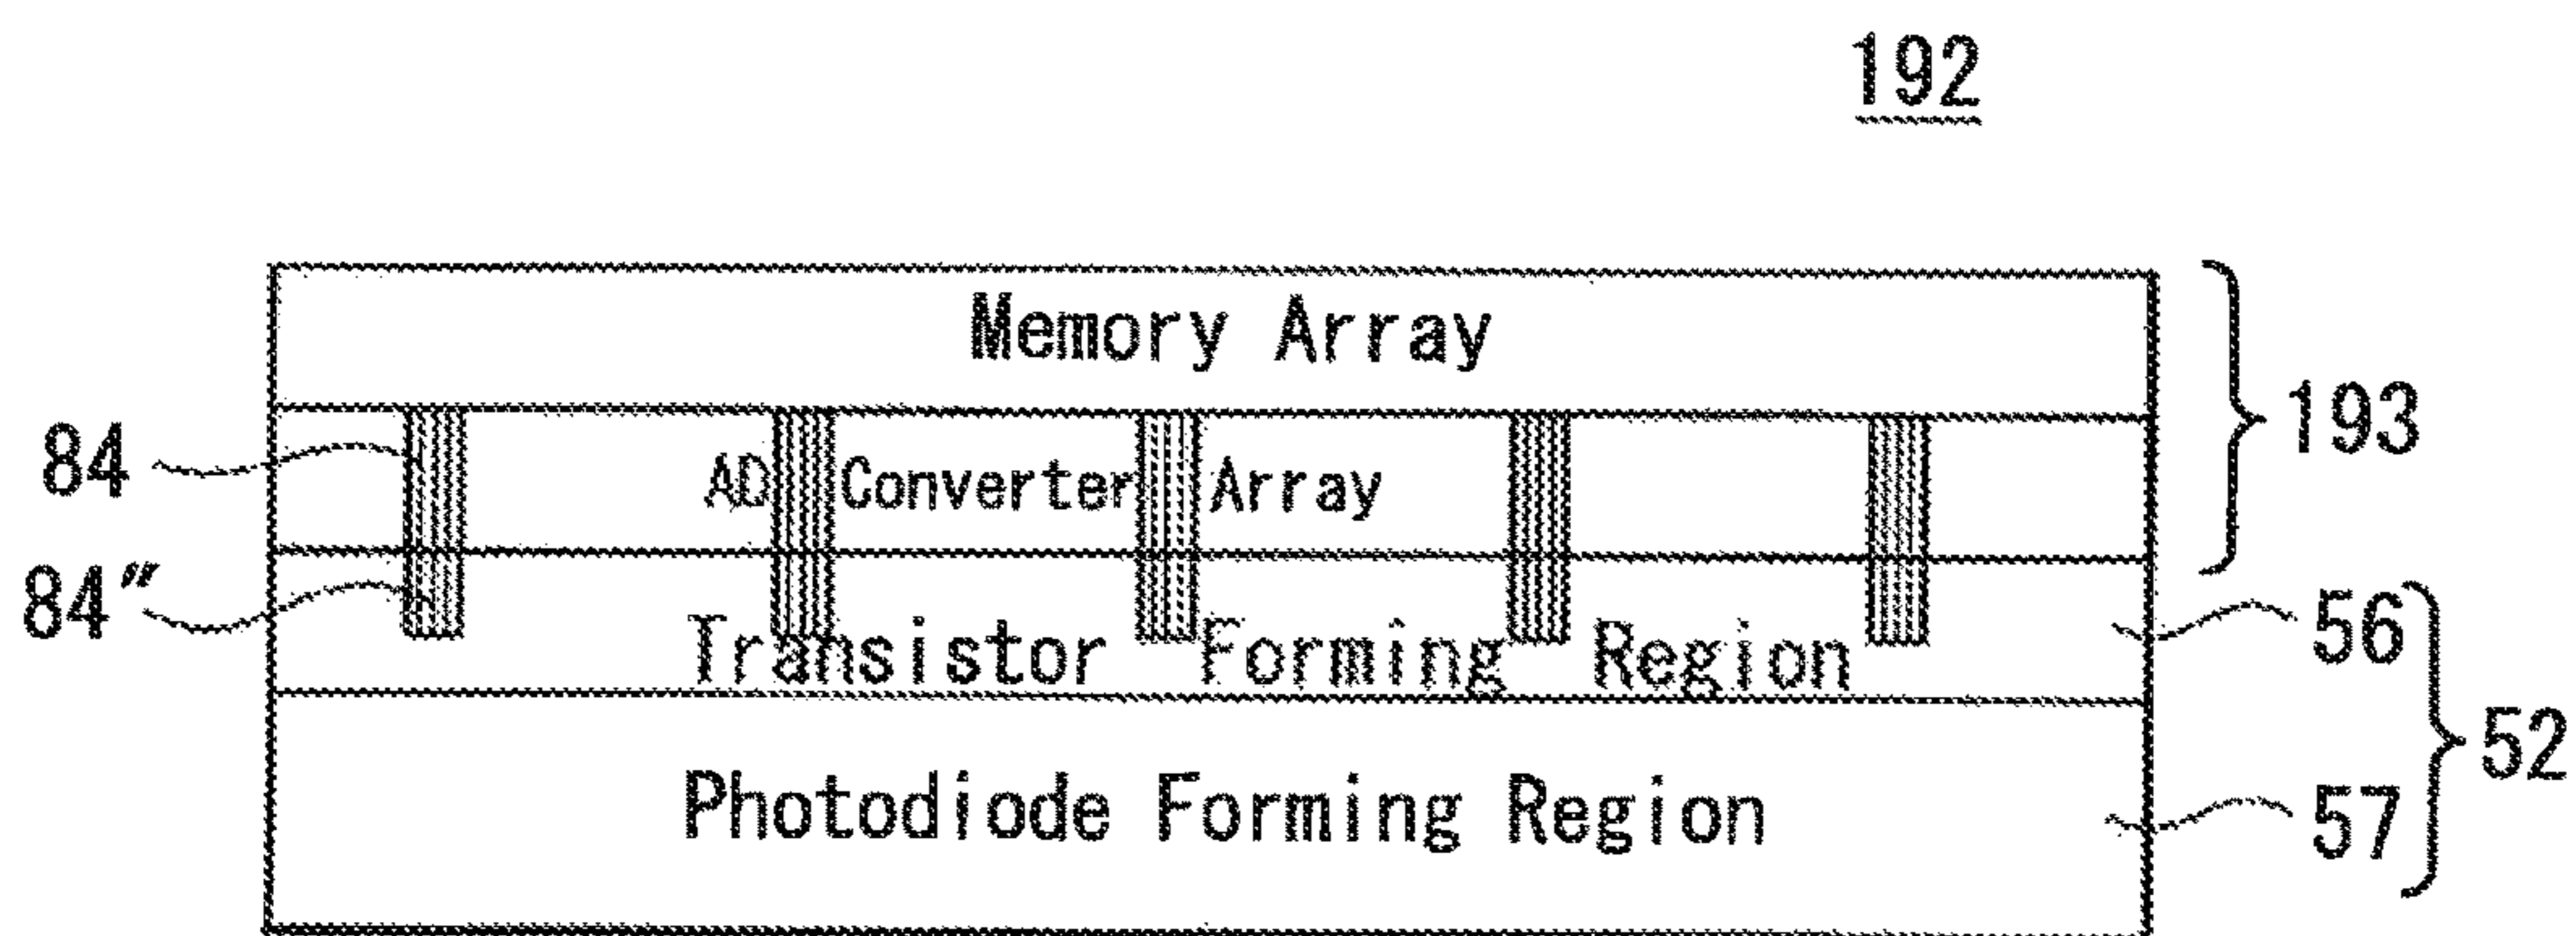 192
Memory Array
193
84
AD Converter Array
84"
56
Transistor Forming Region
52
Photodiode Forming Region
57